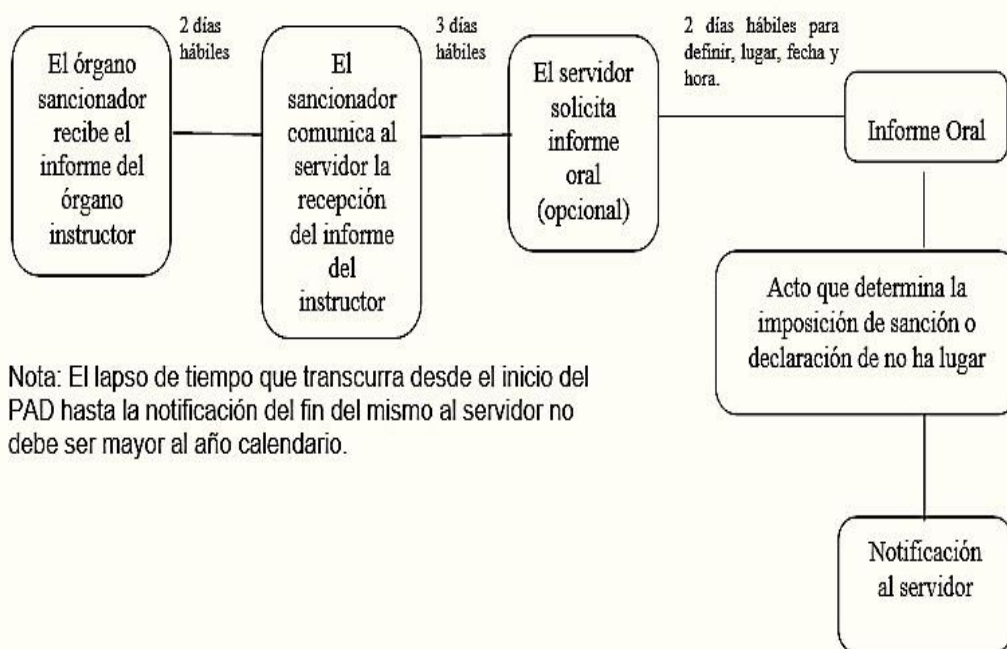 El órgano
sancionador
recibe el
informe del
órgano
instructor
2 días
hábiles
El
sancionador
comunica al
servidor la
recepción
del informe
del
instructor
3 días
hábiles
El servidor
solicita
informe
oral
(opcional)
2 días hábiles para
definir, lugar, fecha y
hora.
Informe Oral
Acto que determina la
imposición de sanción o
declaración de no ha lugar
Notificación
al servidor
Nota: El lapso de tiempo que transcurra desde el inicio del
PAD hasta la notificación del fin del mismo al servidor no
debe ser mayor al año calendario.